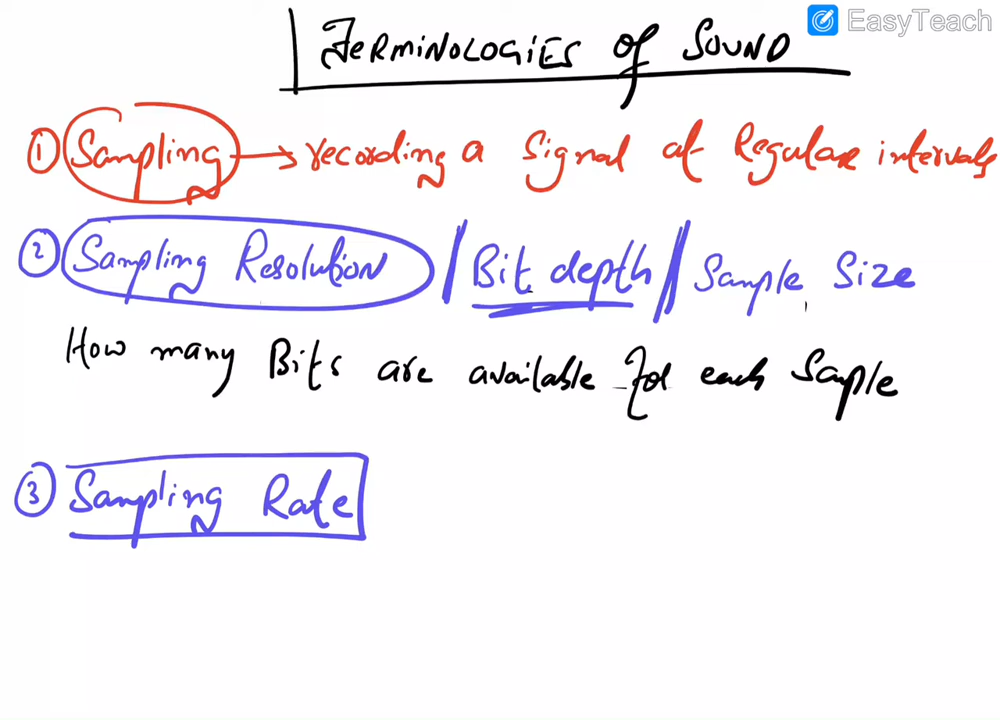 EasyTeach
TERMINOLOGIES of SOUND
① Sampling → recording a Signal at Regular intervals
② Sampling Resolution / Bit depth // Sample Size
How many Bits are available for each Sample
③ Sampling Rate